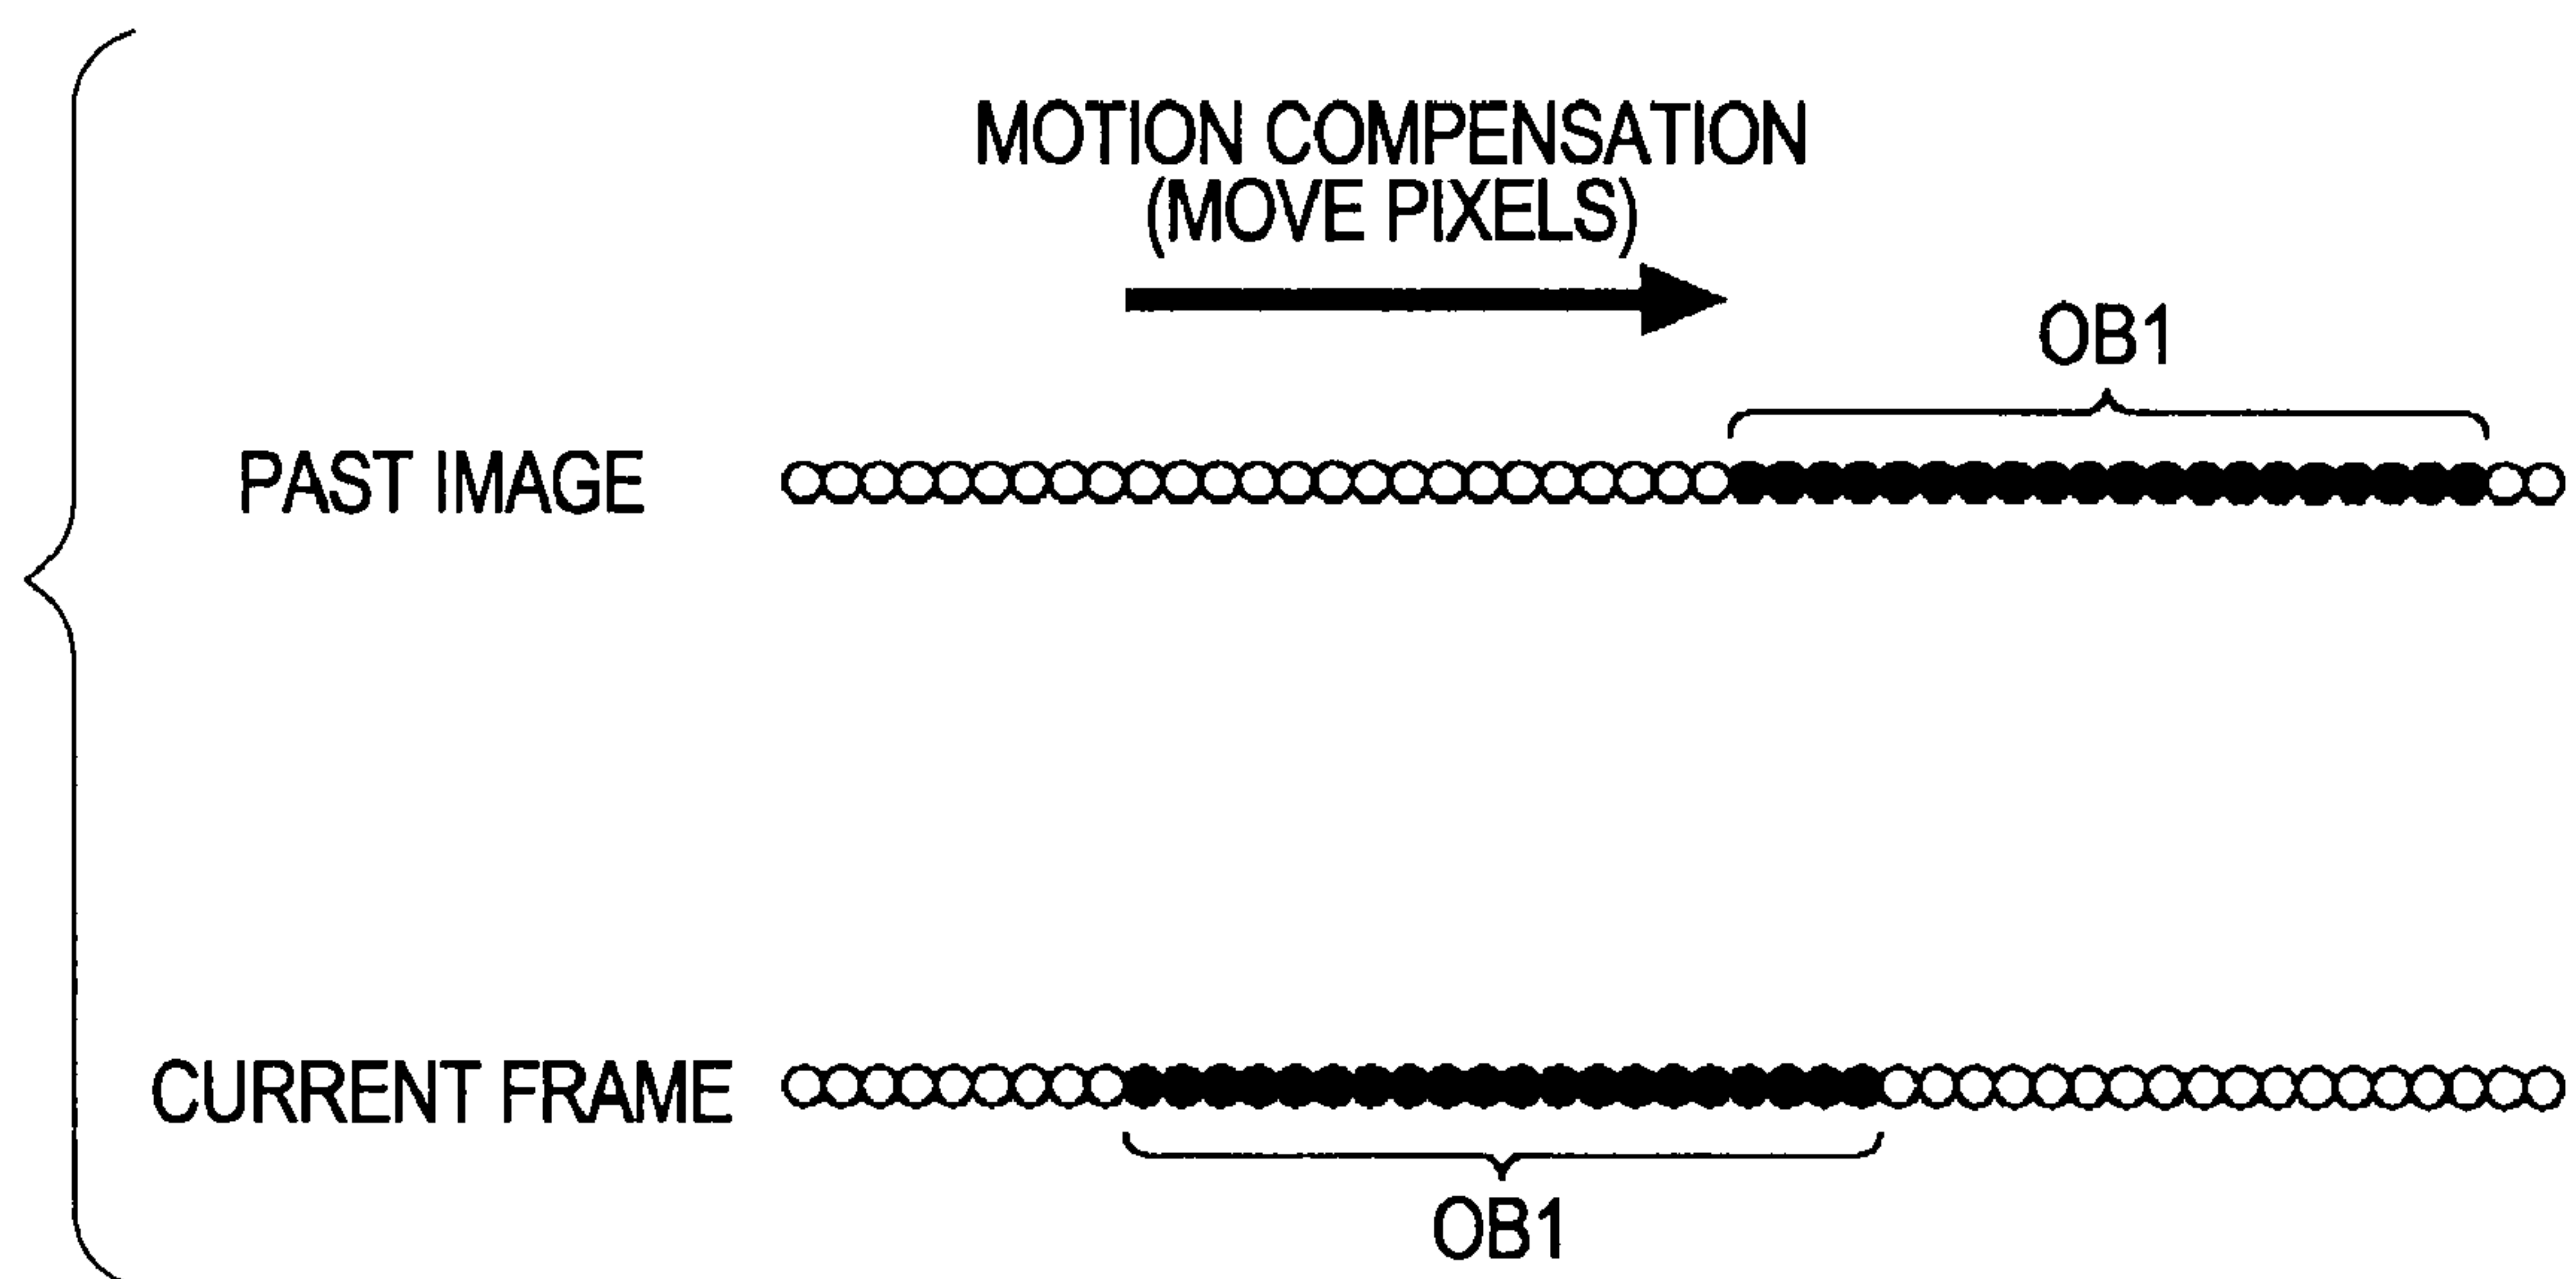 MOTION COMPENSATION
(MOVE PIXELS)
OB1
PAST IMAGE
CURRENT FRAME
OB1